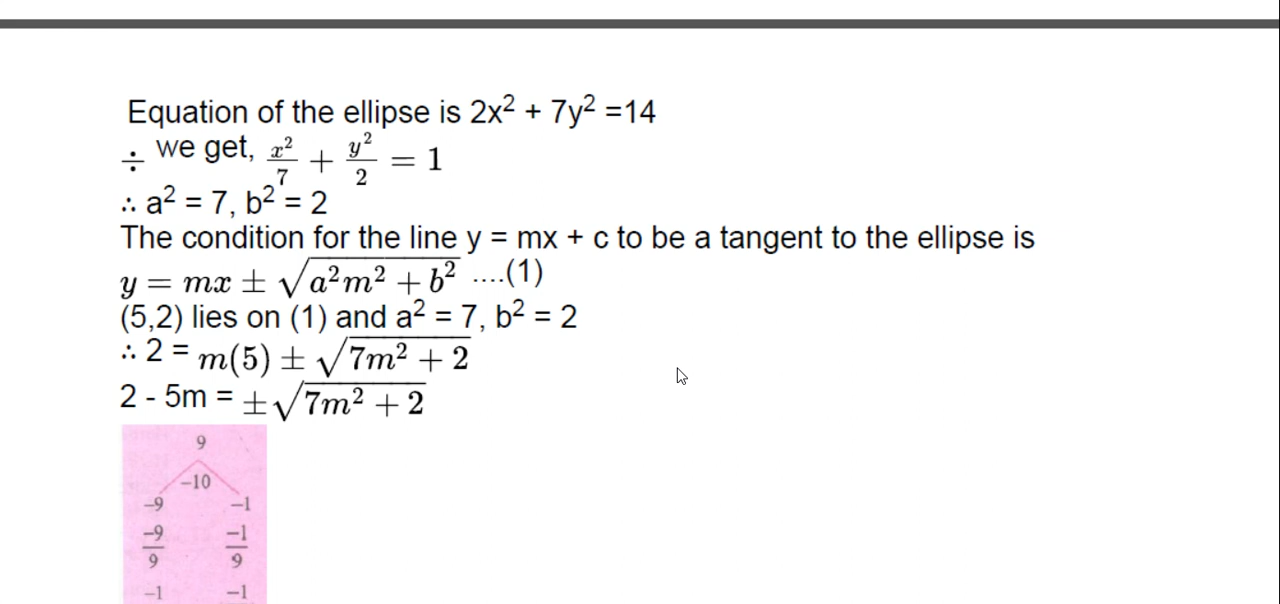 Equation of the ellipse is 2x² + 7y² =14
÷ we get, x²/7 + y²/2 = 1
∴ a² = 7, b² = 2
The condition for the line y = mx + c to be a tangent to the ellipse is
y = mx ± √(a²m² + b²) ....(1)
(5,2) lies on (1) and a² = 7, b² = 2
∴ 2 = m(5) ± √(7m² + 2)
2 - 5m = ±√(7m² + 2)
9
−10
−9 −1
−9/9 −1/9
−1 −1